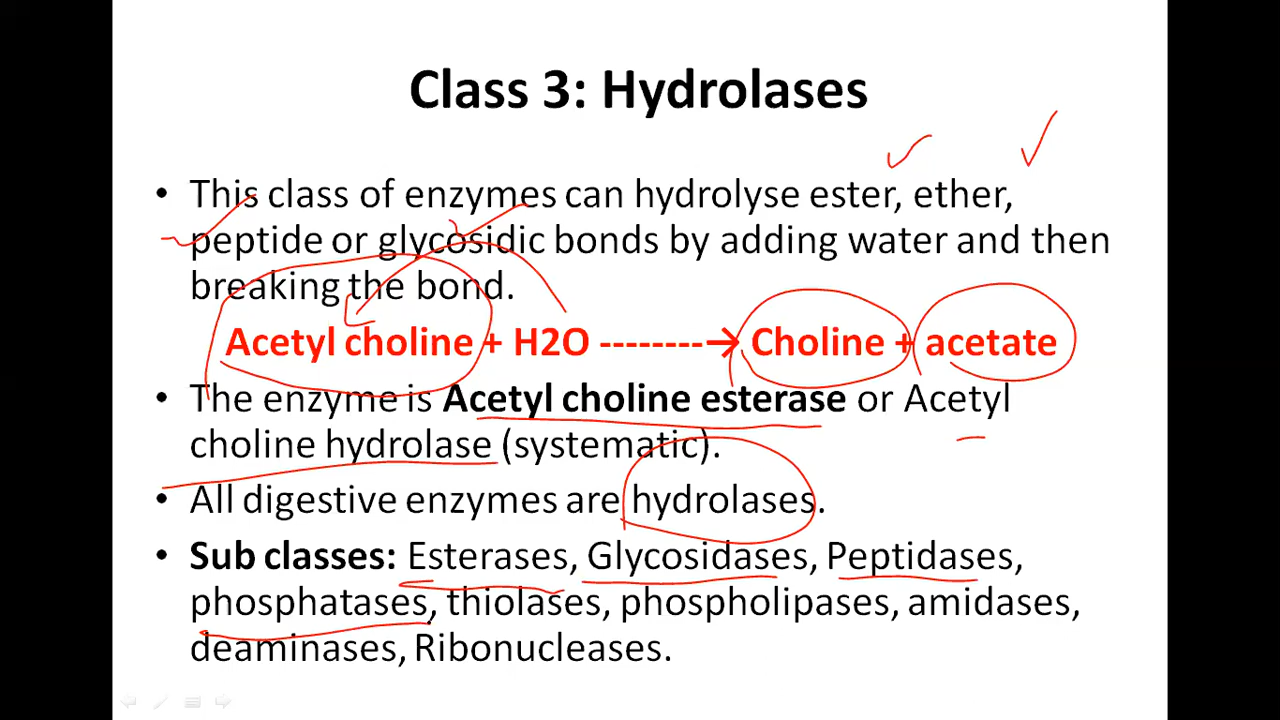 Class 3: Hydrolases
• This class of enzymes can hydrolyse ester, ether,
peptide or glycosidic bonds by adding water and then
breaking the bond.
Acetyl choline + H2O --------→ Choline + acetate
• The enzyme is Acetyl choline esterase or Acetyl
choline hydrolase (systematic).
• All digestive enzymes are hydrolases.
• Sub classes: Esterases, Glycosidases, Peptidases,
phosphatases, thiolases, phospholipases, amidases,
deaminases, Ribonucleases.